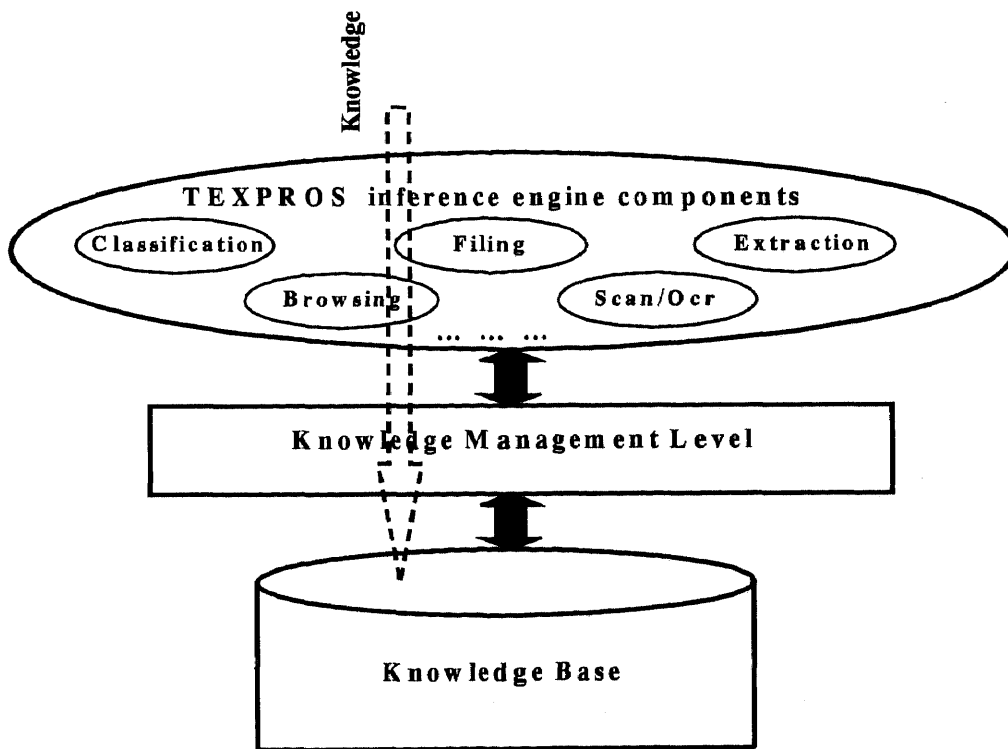 Knowledge
TEXPROS inference engine components
Classification
Filing
Extraction
Browsing
Scan/Ocr
... ... ...
Knowledge Management Level
Knowledge Base